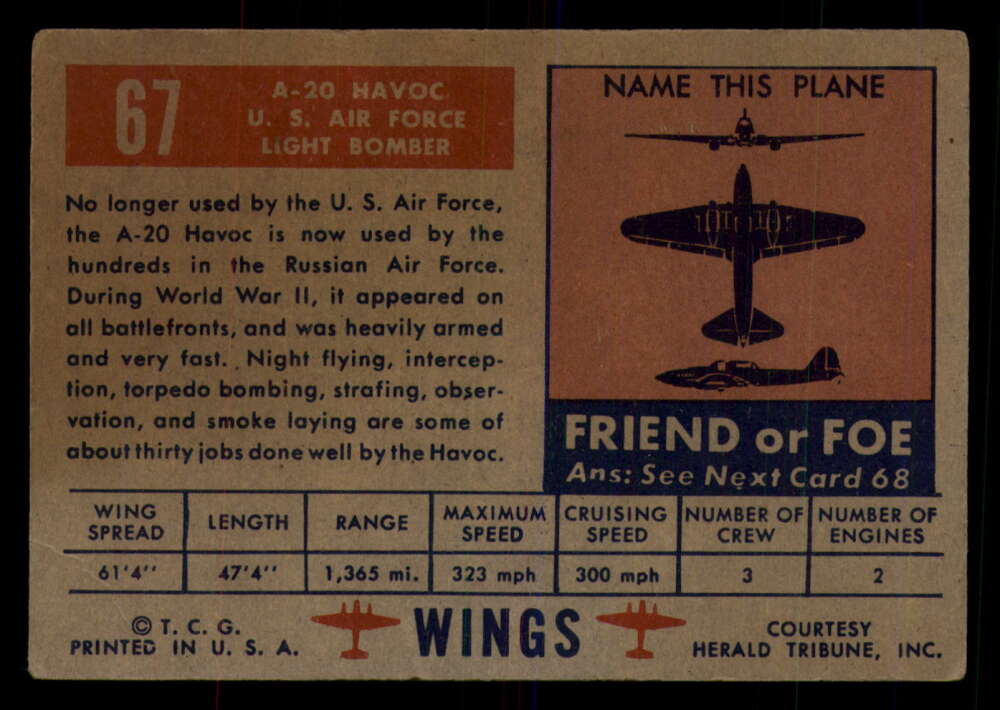 67
A-20 HAVOC
U. S. AIR FORCE
LIGHT BOMBER
No longer used by the U. S. Air Force,
the A-20 Havoc is now used by the
hundreds in the Russian Air Force.
During World War II, it appeared on
all battlefronts, and was heavily armed
and very fast. Night flying, intercep-
tion, torpedo bombing, strafing, obser-
vation, and smoke laying are some of
about thirty jobs done well by the Havoc.
NAME THIS PLANE
FRIEND or FOE
Ans: See Next Card 68
WING SPREAD LENGTH RANGE MAXIMUM SPEED CRUISING SPEED NUMBER OF CREW NUMBER OF ENGINES
61'4'' 47'4'' 1,365 mi. 323 mph 300 mph 3 2
© T. C. G.
PRINTED IN U. S. A.
WINGS
COURTESY
HERALD TRIBUNE, INC.